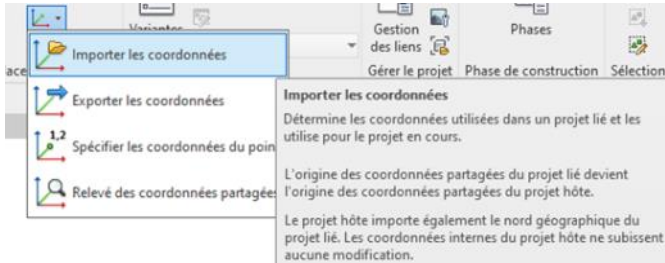 Variantes
Gestion
des liens
Phases
Gérer le projet
Phase de construction
Sélection
Importer les coordonnées
Exporter les coordonnées
1,2
Spécifier les coordonnées du poin
Relevé des coordonnées partagées
Importer les coordonnées
Détermine les coordonnées utilisées dans un projet lié et les
utilise pour le projet en cours.
L'origine des coordonnées partagées du projet lié devient
l'origine des coordonnées partagées du projet hôte.
Le projet hôte importe également le nord géographique du
projet lié. Les coordonnées internes du projet hôte ne subissent
aucune modification.